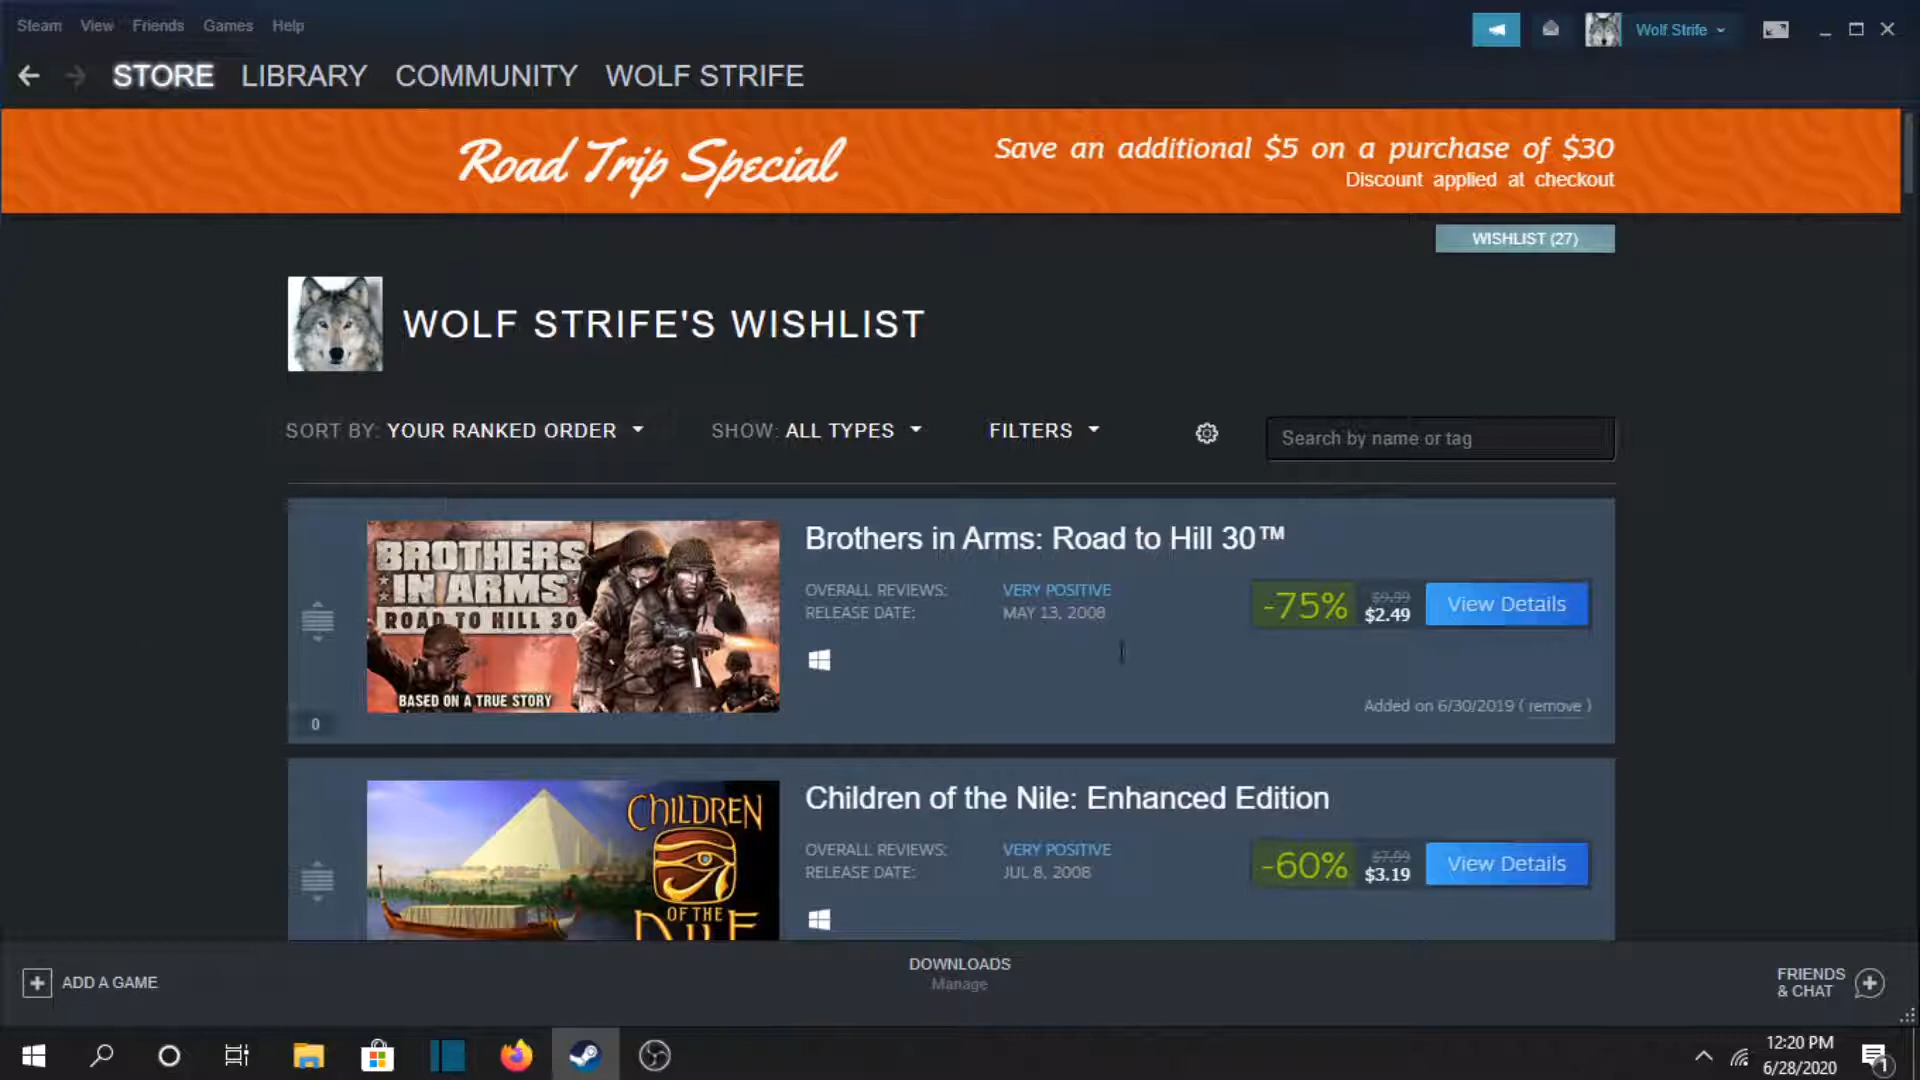 Steam View Friends Games Help
Wolf Strife
STORE LIBRARY COMMUNITY WOLF STRIFE
Road Trip Special
Save an additional $5 on a purchase of $30
Discount applied at checkout
WISHLIST (27)
WOLF STRIFE'S WISHLIST
SORT BY: YOUR RANKED ORDER
SHOW: ALL TYPES
FILTERS
Search by name or tag
BROTHERS
IN ARMS
ROAD TO HILL 30
BASED ON A TRUE STORY
0
Brothers in Arms: Road to Hill 30™
OVERALL REVIEWS: VERY POSITIVE
RELEASE DATE: MAY 13, 2008
-75%
$9.99
$2.49
View Details
Added on 6/30/2019 ( remove )
CHILDREN
OF THE
NILE
Children of the Nile: Enhanced Edition
OVERALL REVIEWS: VERY POSITIVE
RELEASE DATE: JUL 8, 2008
-60%
$7.99
$3.19
View Details
ADD A GAME
DOWNLOADS
Manage
FRIENDS
& CHAT
12:20 PM
6/28/2020
1